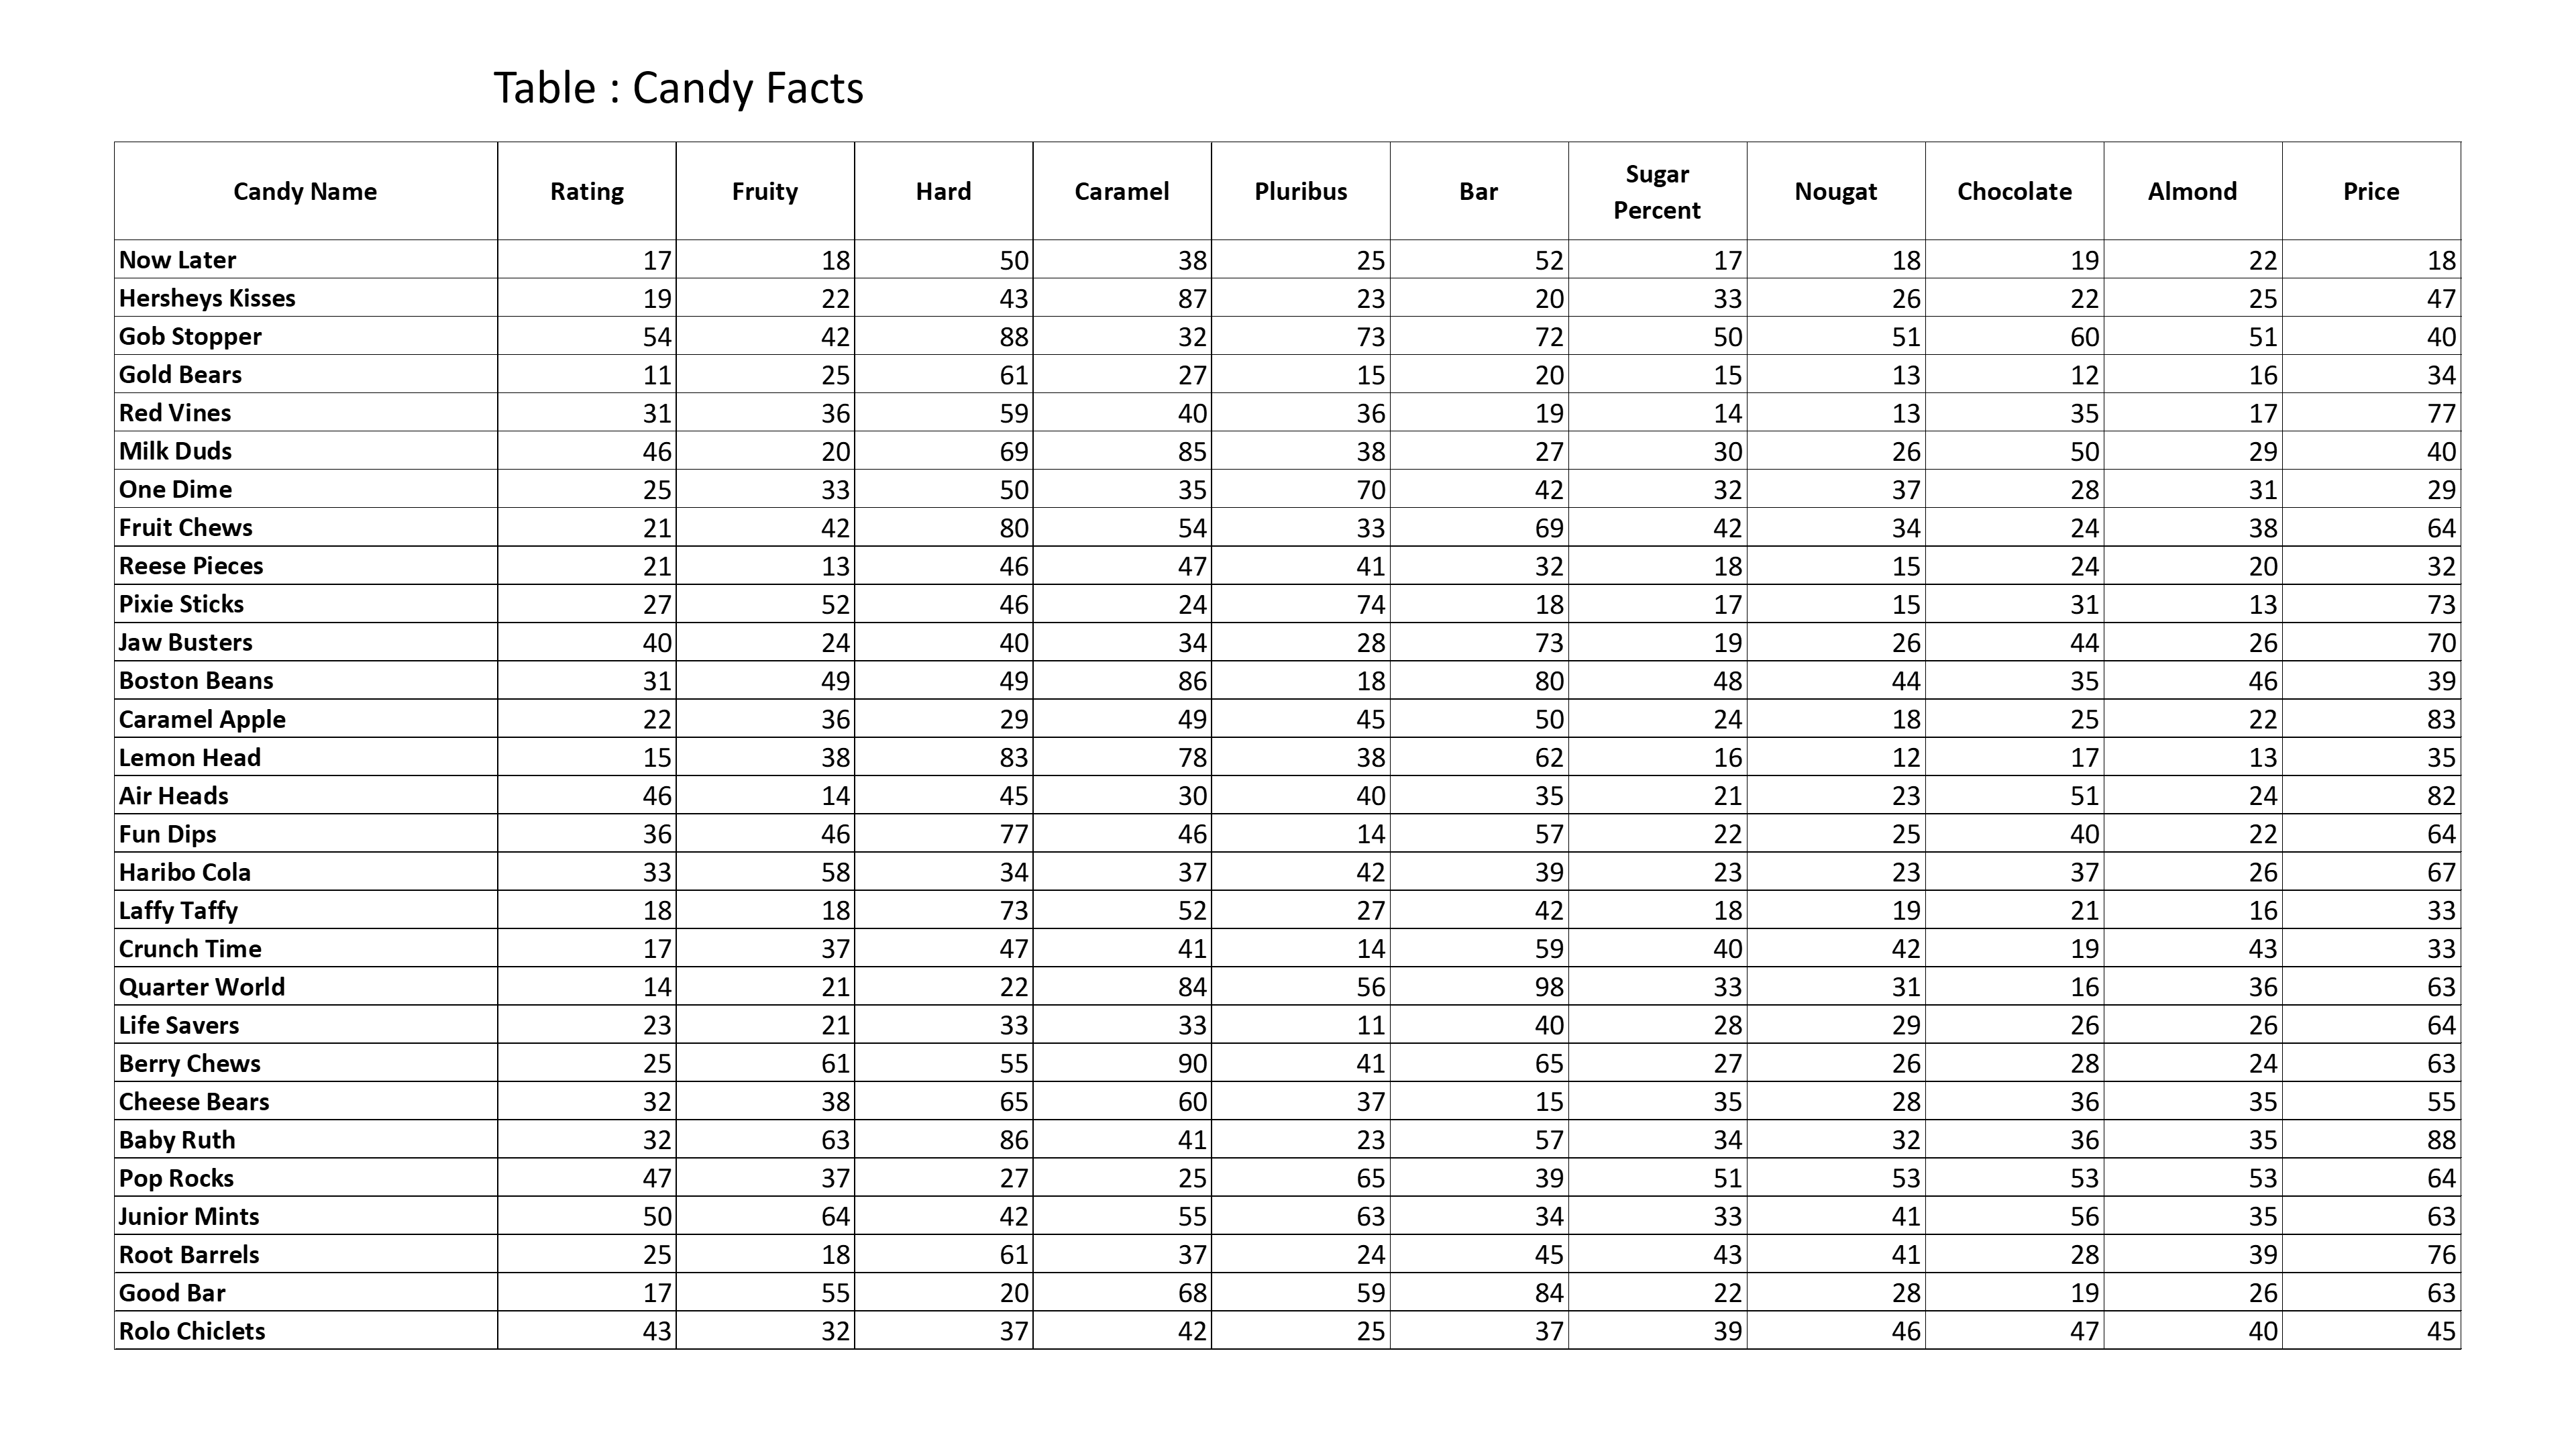 Table : Candy Facts
Candy Name Rating Fruity Hard Caramel Pluribus Bar Sugar Percent Nougat Chocolate Almond Price
Now Later 17 18 50 38 25 52 17 18 19 22 18
Hersheys Kisses 19 22 43 87 23 20 33 26 22 25 47
Gob Stopper 54 42 88 32 73 72 50 51 60 51 40
Gold Bears 11 25 61 27 15 20 15 13 12 16 34
Red Vines 31 36 59 40 36 19 14 13 35 17 77
Milk Duds 46 20 69 85 38 27 30 26 50 29 40
One Dime 25 33 50 35 70 42 32 37 28 31 29
Fruit Chews 21 42 80 54 33 69 42 34 24 38 64
Reese Pieces 21 13 46 47 41 32 18 15 24 20 32
Pixie Sticks 27 52 46 24 74 18 17 15 31 13 73
Jaw Busters 40 24 40 34 28 73 19 26 44 26 70
Boston Beans 31 49 49 86 18 80 48 44 35 46 39
Caramel Apple 22 36 29 49 45 50 24 18 25 22 83
Lemon Head 15 38 83 78 38 62 16 12 17 13 35
Air Heads 46 14 45 30 40 35 21 23 51 24 82
Fun Dips 36 46 77 46 14 57 22 25 40 22 64
Haribo Cola 33 58 34 37 42 39 23 23 37 26 67
Laffy Taffy 18 18 73 52 27 42 18 19 21 16 33
Crunch Time 17 37 47 41 14 59 40 42 19 43 33
Quarter World 14 21 22 84 56 98 33 31 16 36 63
Life Savers 23 21 33 33 11 40 28 29 26 26 64
Berry Chews 25 61 55 90 41 65 27 26 28 24 63
Cheese Bears 32 38 65 60 37 15 35 28 36 35 55
Baby Ruth 32 63 86 41 23 57 34 32 36 35 88
Pop Rocks 47 37 27 25 65 39 51 53 53 53 64
Junior Mints 50 64 42 55 63 34 33 41 56 35 63
Root Barrels 25 18 61 37 24 45 43 41 28 39 76
Good Bar 17 55 20 68 59 84 22 28 19 26 63
Rolo Chiclets 43 32 37 42 25 37 39 46 47 40 45